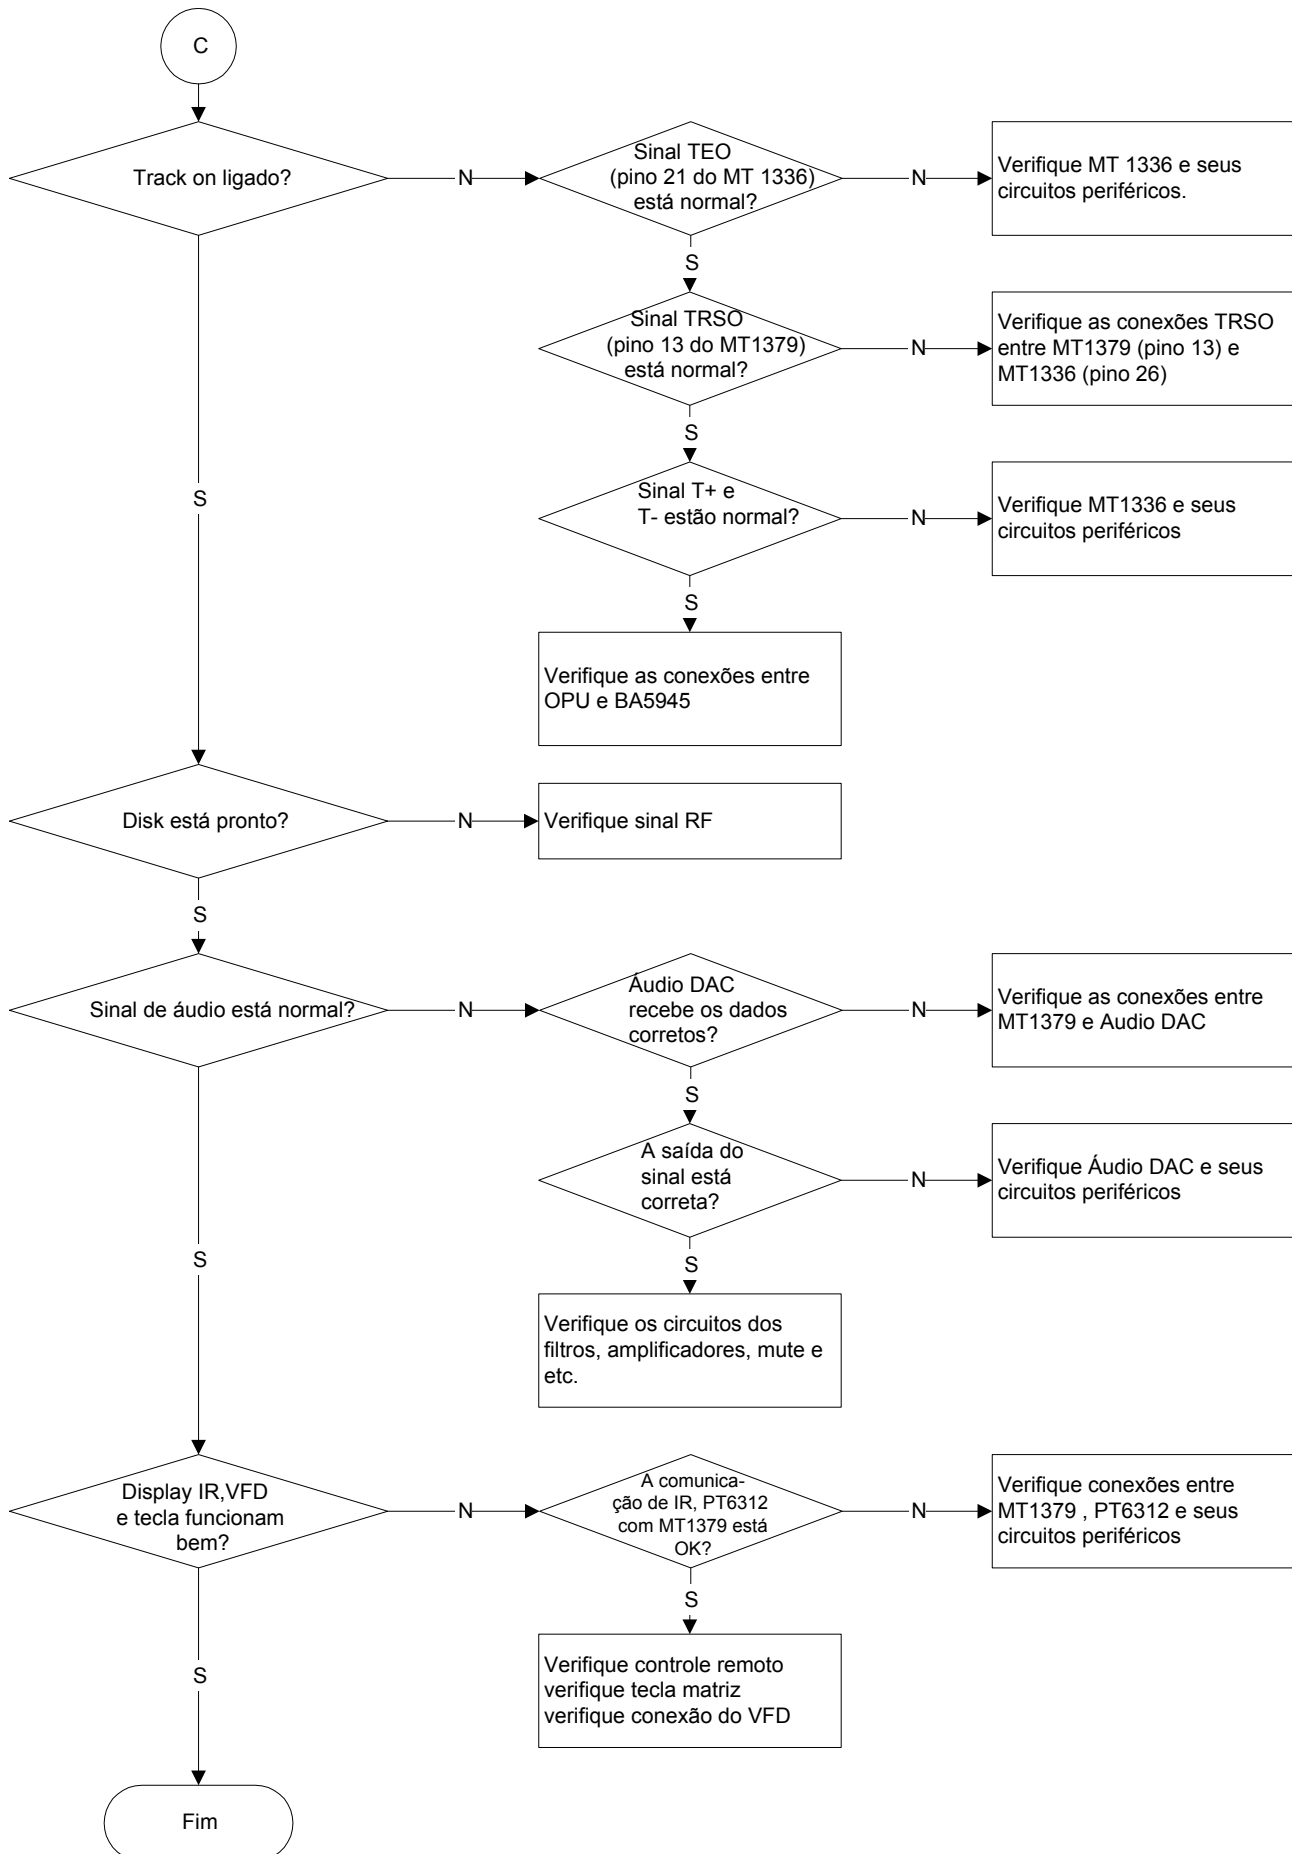 C
Track on ligado?
N
Sinal TEO
(pino 21 do MT 1336)
está normal?
N
Verifique MT 1336 e seus
circuitos periféricos.
S
Sinal TRSO
(pino 13 do MT1379)
está normal?
N
Verifique as conexões TRSO
entre MT1379 (pino 13) e
MT1336 (pino 26)
S
Sinal T+ e
T- estão normal?
N
Verifique MT1336 e seus
circuitos periféricos
S
S
Verifique as conexões entre
OPU e BA5945
Disk está pronto?
N
Verifique sinal RF
S
Sinal de áudio está normal?
N
Áudio DAC
recebe os dados
corretos?
N
Verifique as conexões entre
MT1379 e Audio DAC
S
A saída do
sinal está
correta?
N
Verifique Áudio DAC e seus
circuitos periféricos
S
S
Verifique os circuitos dos
filtros, amplificadores, mute e
etc.
Display IR,VFD
e tecla funcionam
bem?
N
A comunica-
ção de IR, PT6312
com MT1379 está
OK?
N
Verifique conexões entre
MT1379 , PT6312 e seus
circuitos periféricos
S
S
Verifique controle remoto
verifique tecla matriz
verifique conexão do VFD
Fim